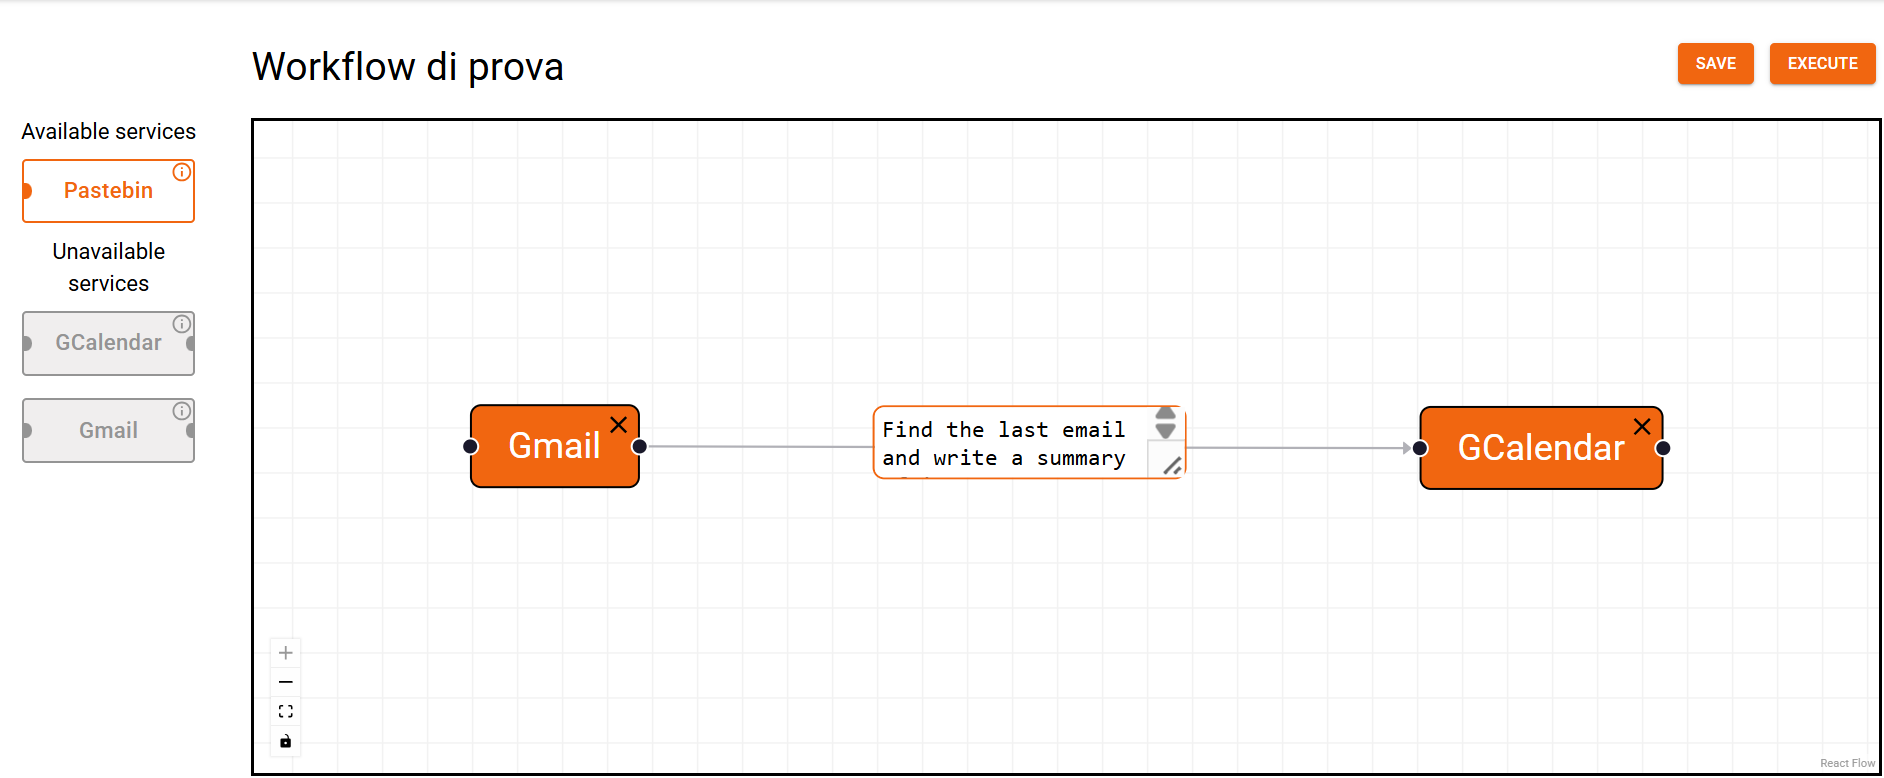 Workflow di prova
SAVE
EXECUTE
Available services
Pastebin
Unavailable
services
GCalendar
Gmail
Gmail
Find the last email
and write a summary
GCalendar
React Flow